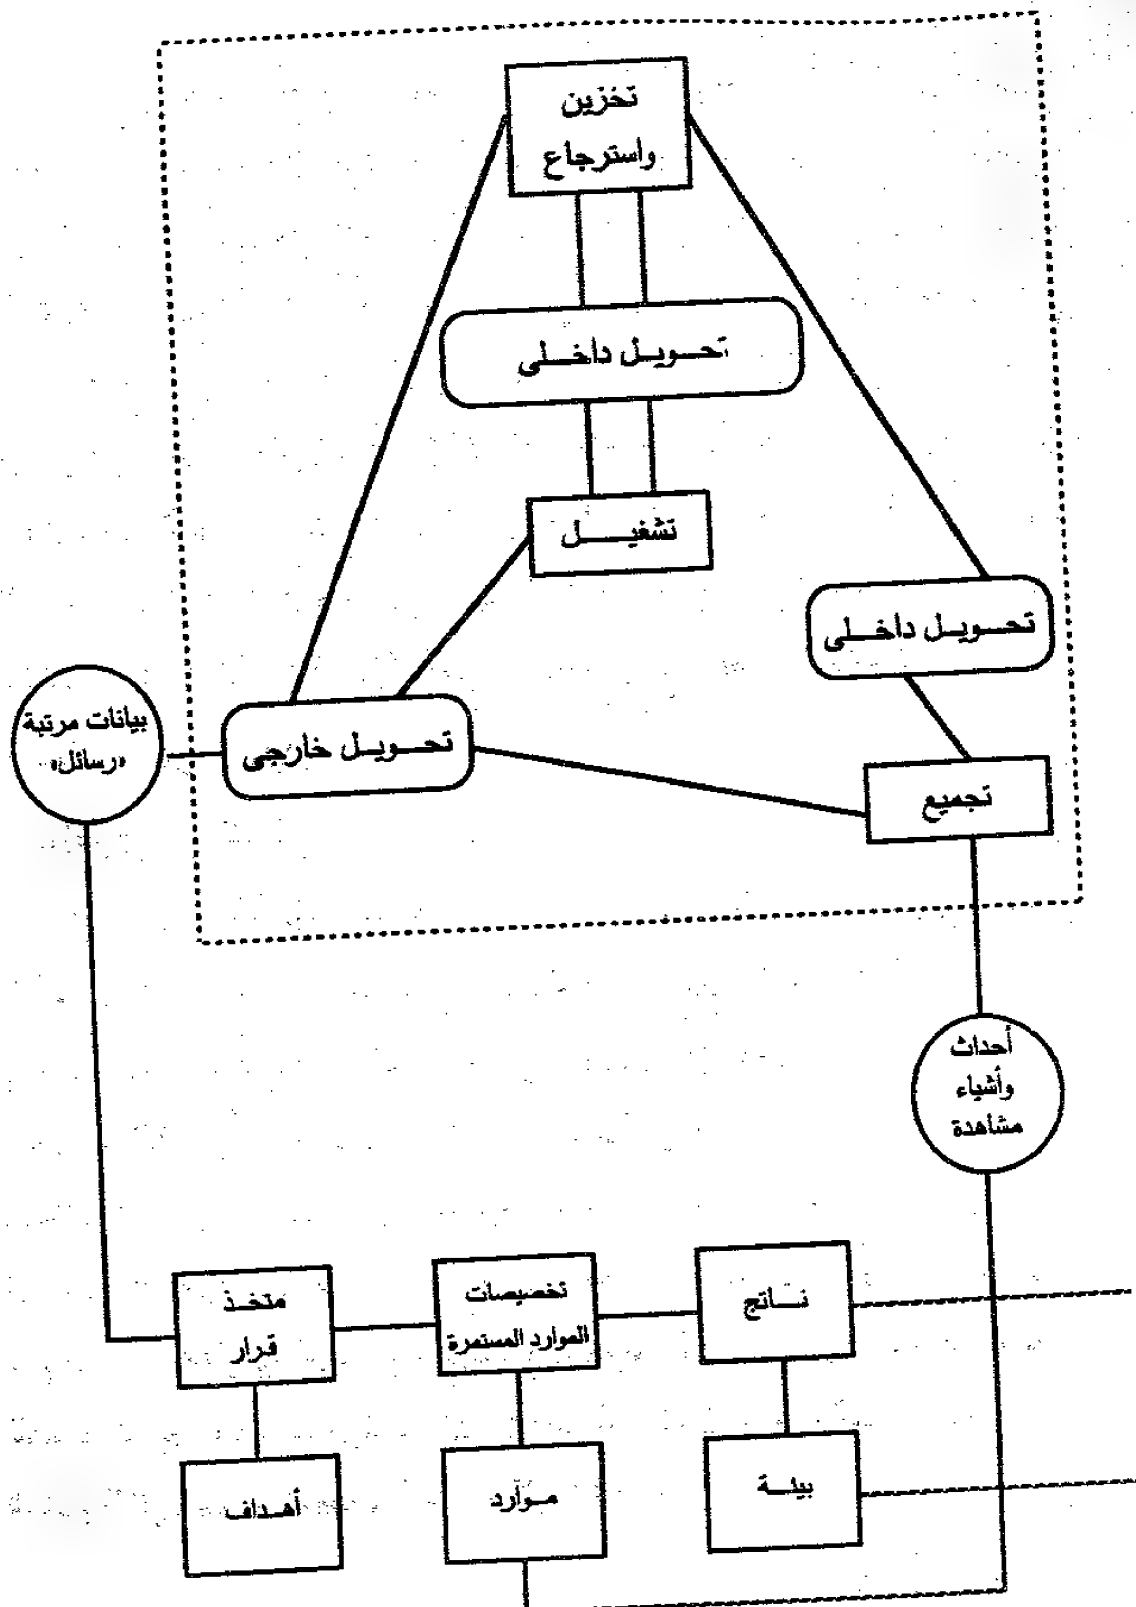 تخزين
واسترجاع
تحويل داخلى
تشغيل
تحويل داخلى
بيانات مرتبة
«رسائل»
تحويل خارجى
تجميع
أحداث
وأشياء
مشاهدة
متخذ
قرار
تخصيصات
الموارد المستمرة
ناتج
أهداف
موارد
بيئة